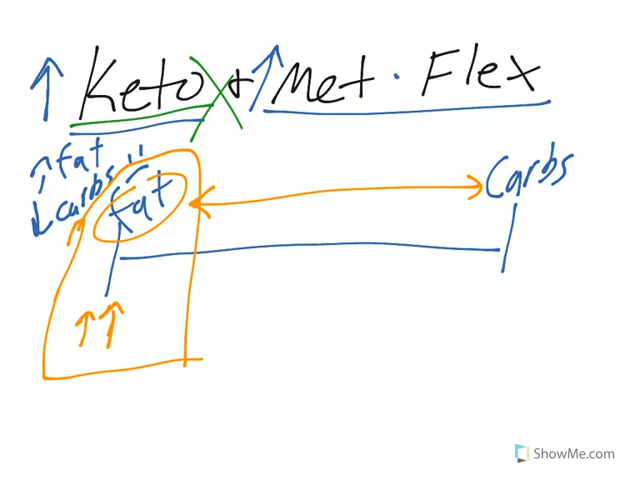 ↑ Keto + ↑ Met · Flex
↑ fat
↓ carbs
fat
Carbs
↑↑
ShowMe.com